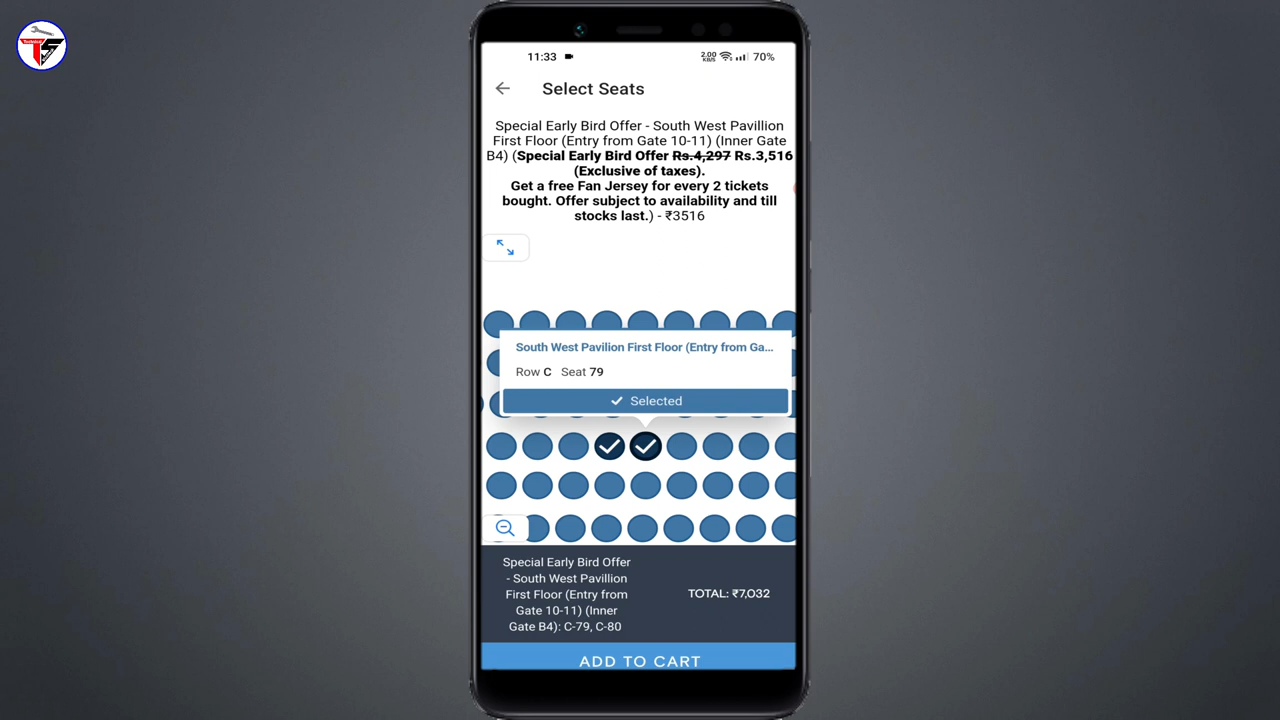 11:33
2.00 KB/S 70%
Select Seats
Special Early Bird Offer - South West Pavillion
First Floor (Entry from Gate 10-11) (Inner Gate
B4) (Special Early Bird Offer Rs.4,297 Rs.3,516
(Exclusive of taxes).
Get a free Fan Jersey for every 2 tickets
bought. Offer subject to availability and till
stocks last.) - ₹3516
South West Pavilion First Floor (Entry from Ga...
Row C Seat 79
Selected
Special Early Bird Offer
- South West Pavillion
First Floor (Entry from
Gate 10-11) (Inner
Gate B4): C-79, C-80
TOTAL: ₹7,032
ADD TO CART